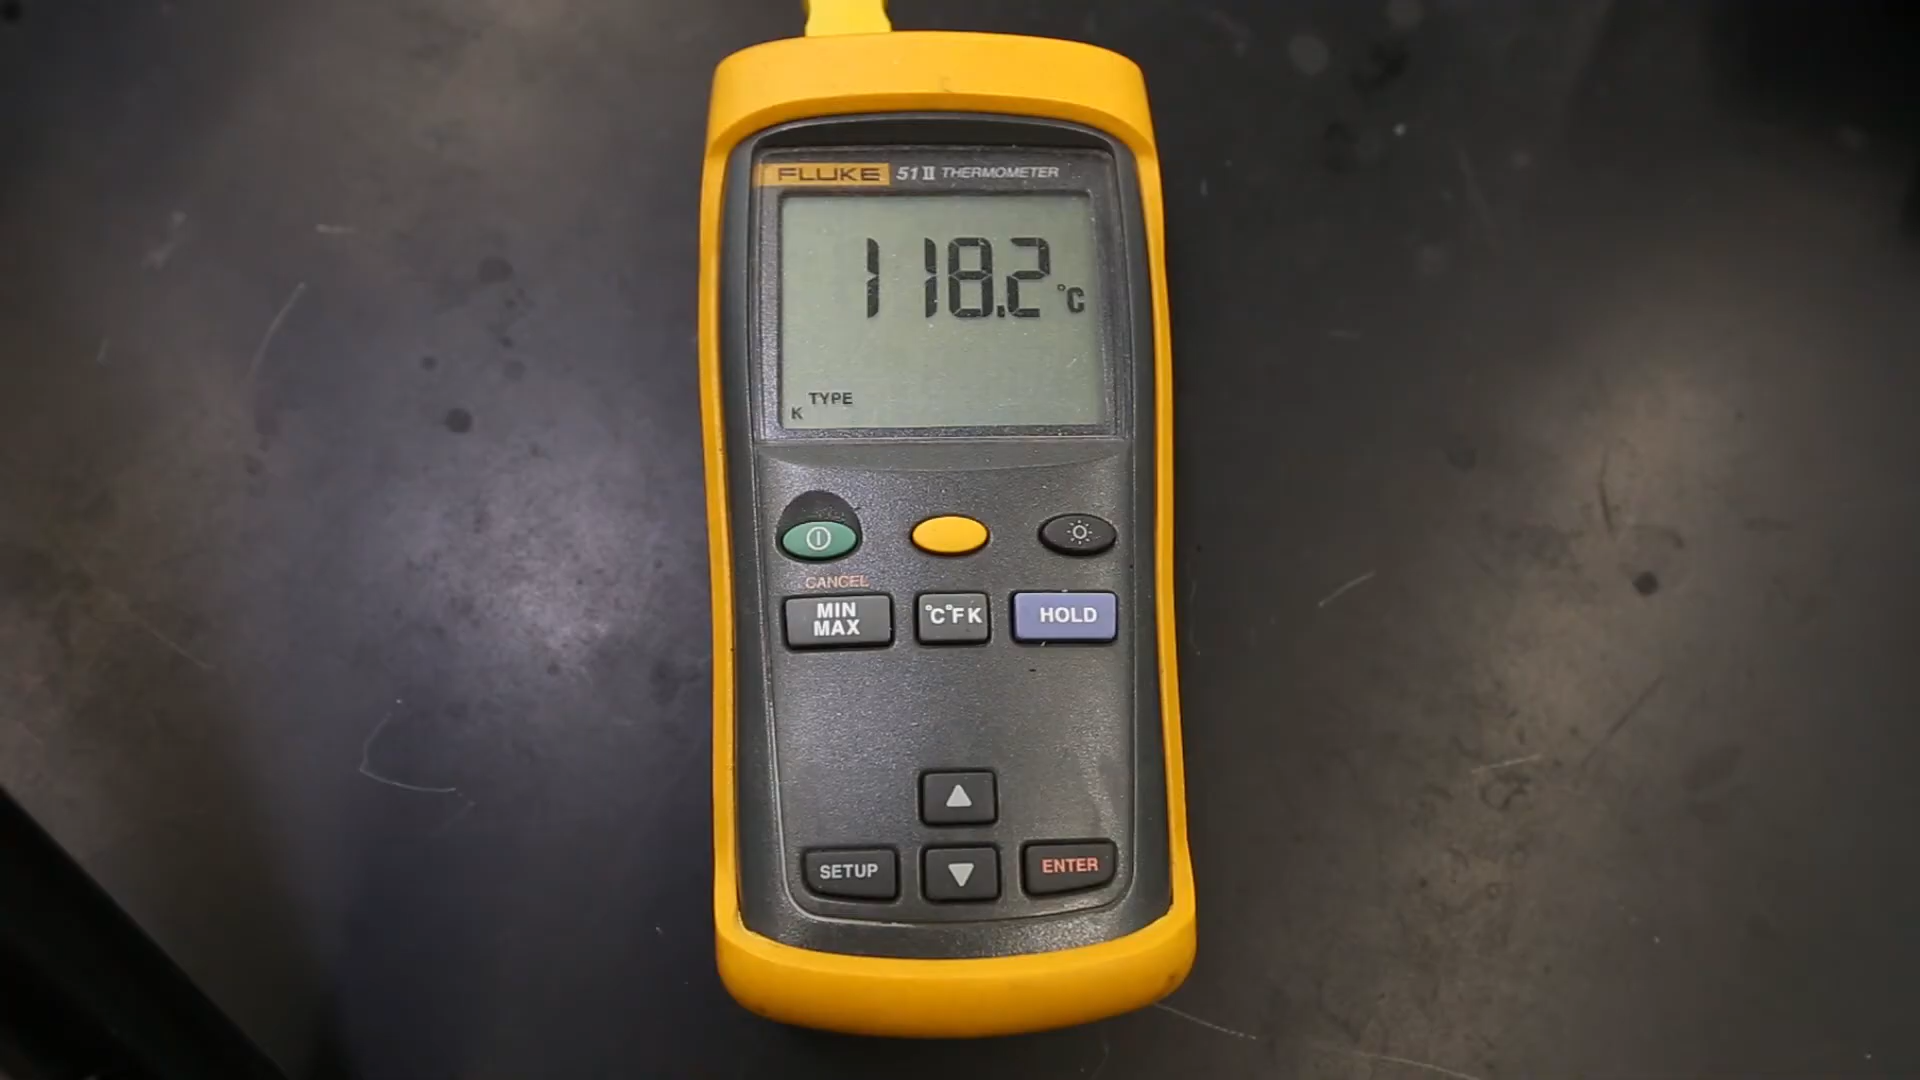 FLUKE 51 II THERMOMETER
118.2 °C
TYPE
K
CANCEL
MIN MAX
°C°F K
HOLD
SETUP
ENTER